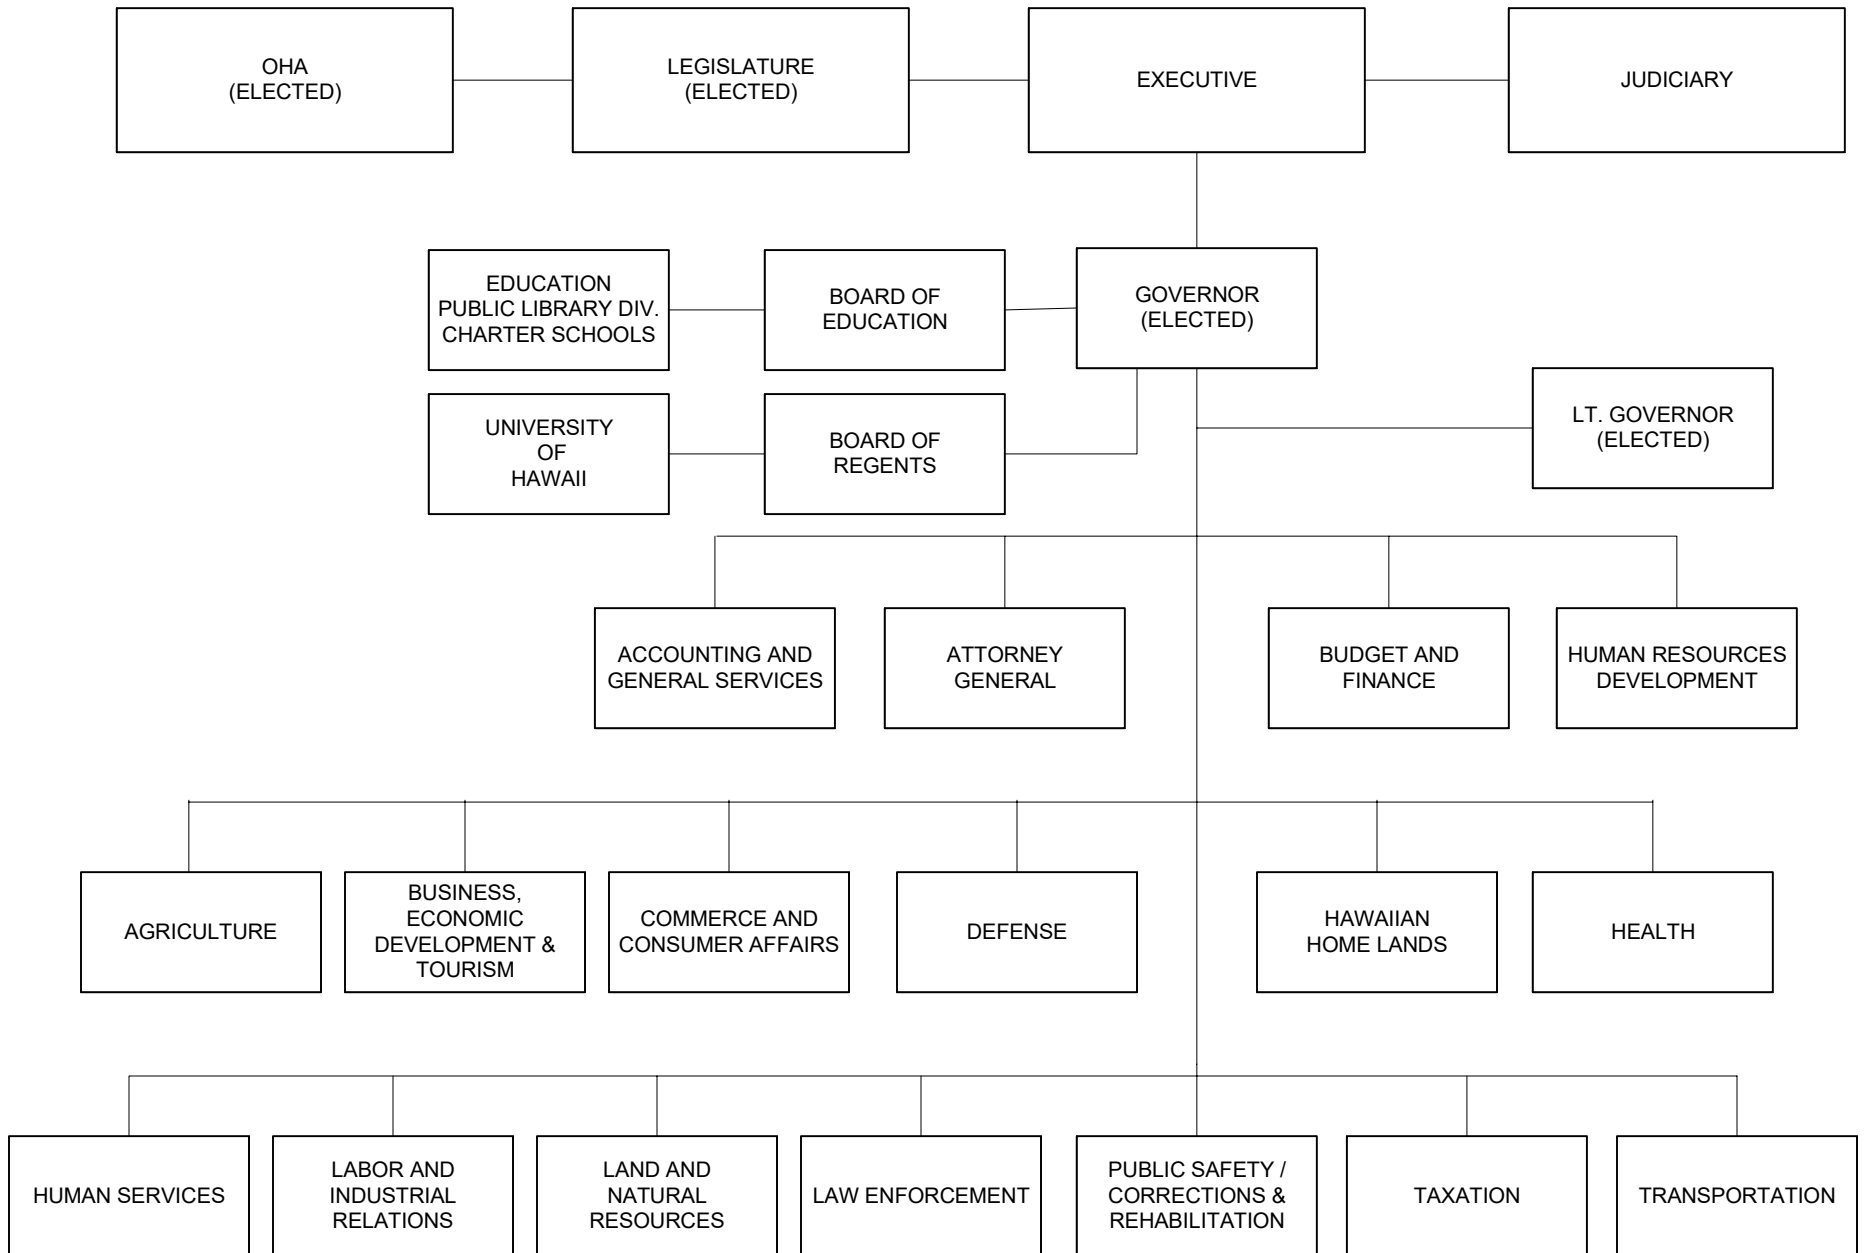 OHA
(ELECTED)
LEGISLATURE
(ELECTED)
EXECUTIVE
JUDICIARY
EDUCATION
PUBLIC LIBRARY DIV.
CHARTER SCHOOLS
BOARD OF
EDUCATION
GOVERNOR
(ELECTED)
UNIVERSITY
OF
HAWAII
BOARD OF
REGENTS
LT. GOVERNOR
(ELECTED)
ACCOUNTING AND
GENERAL SERVICES
ATTORNEY
GENERAL
BUDGET AND
FINANCE
HUMAN RESOURCES
DEVELOPMENT
AGRICULTURE
BUSINESS,
ECONOMIC
DEVELOPMENT &
TOURISM
COMMERCE AND
CONSUMER AFFAIRS
DEFENSE
HAWAIIAN
HOME LANDS
HEALTH
HUMAN SERVICES
LABOR AND
INDUSTRIAL
RELATIONS
LAND AND
NATURAL
RESOURCES
LAW ENFORCEMENT
PUBLIC SAFETY /
CORRECTIONS &
REHABILITATION
TAXATION
TRANSPORTATION